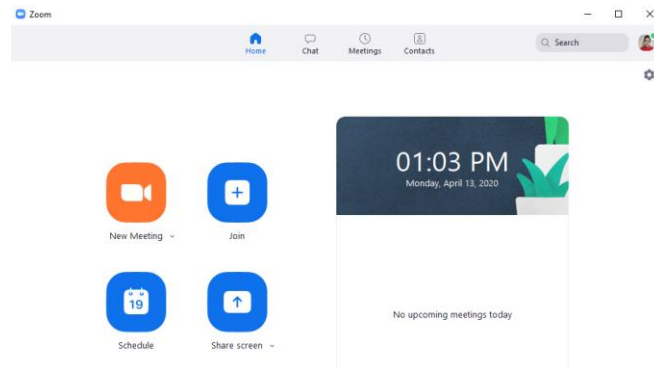 Zoom
Home Chat Meetings Contacts Search
01:03 PM
Monday, April 13, 2020
New Meeting Join
19
Schedule Share screen
No upcoming meetings today